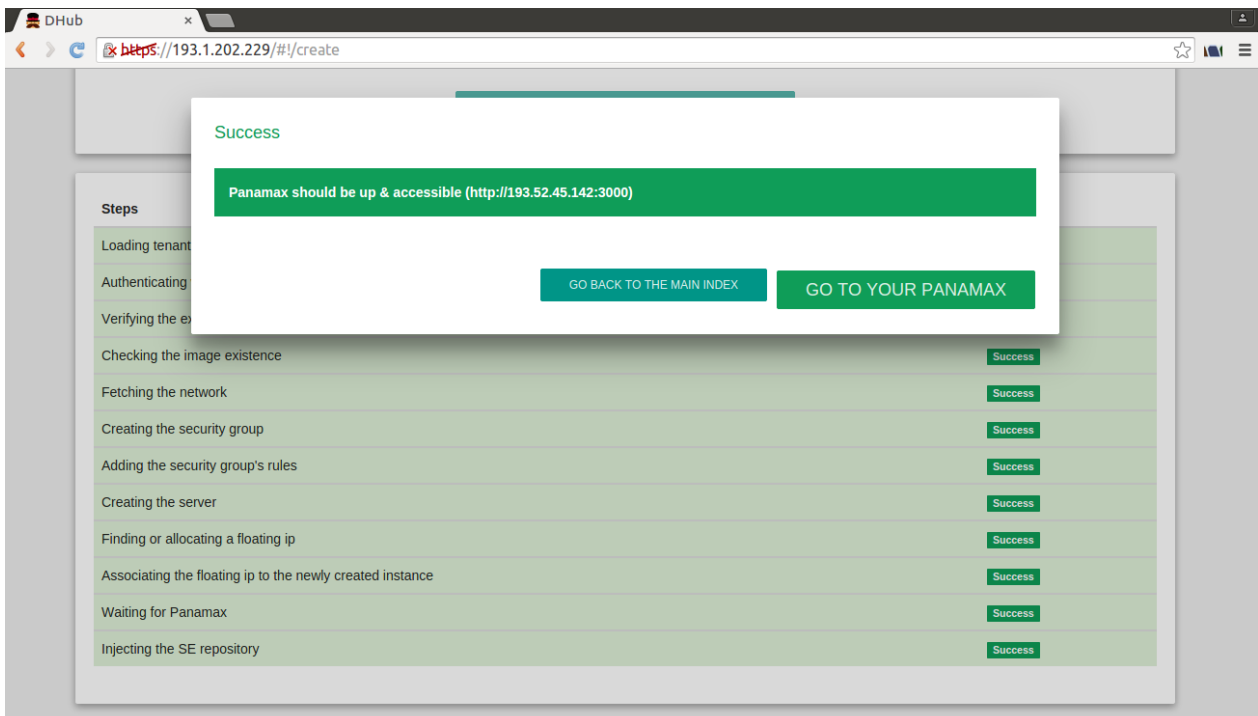 DHub
https://193.1.202.229/#!/create
Success
Panamax should be up & accessible (http://193.52.45.142:3000)
GO BACK TO THE MAIN INDEX
GO TO YOUR PANAMAX
Steps
Loading tenant
Authenticating
Verifying the
Checking the image existence Success
Fetching the network Success
Creating the security group Success
Adding the security group's rules Success
Creating the server Success
Finding or allocating a floating ip Success
Associating the floating ip to the newly created instance Success
Waiting for Panamax Success
Injecting the SE repository Success